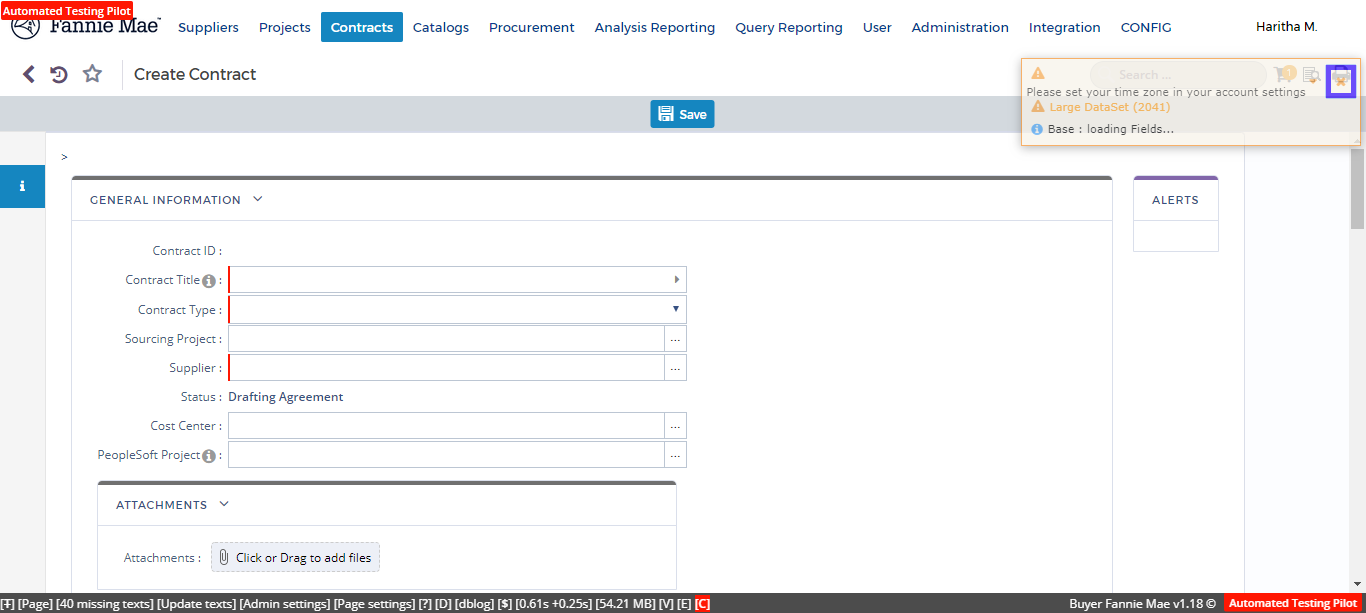 Automated Testing Pilot
Fannie Mae™ Suppliers Projects Contracts Catalogs Procurement Analysis Reporting Query Reporting User Administration Integration CONFIG Haritha M.
Create Contract
Search ... 1
Please set your time zone in your account settings
Large DataSet (2041)
Base : loading Fields...
Save
>
GENERAL INFORMATION
ALERTS
Contract ID :
Contract Title :
Contract Type :
Sourcing Project : ...
Supplier : ...
Status : Drafting Agreement
Cost Center : ...
PeopleSoft Project : ...
ATTACHMENTS
Attachments : Click or Drag to add files
[T] [Page] [40 missing texts] [Update texts] [Admin settings] [Page settings] [?] [D] [dblog] [$] [0.61s +0.25s] [54.21 MB] [V] [E] [C] Buyer Fannie Mae v1.18 © Automated Testing Pilot